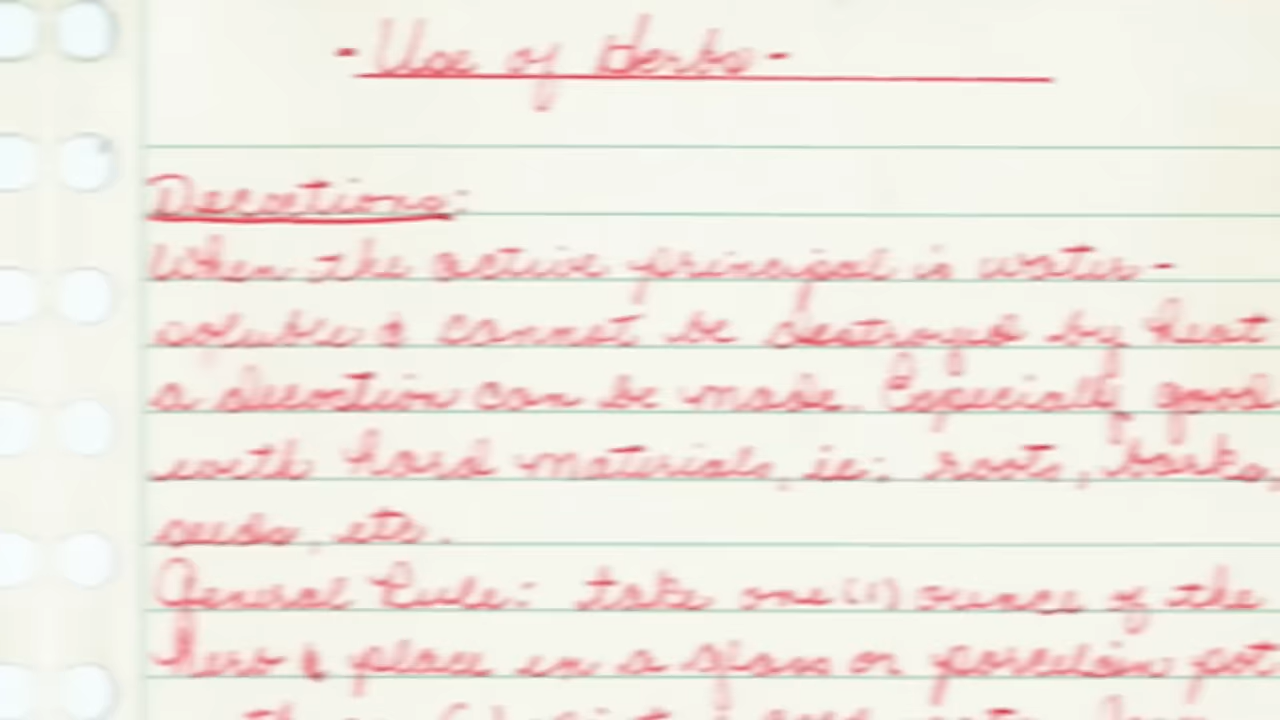 - Use of Herbs -
Decoctions:
When the active principal is water-
soluble & cannot be destroyed by heat
a decoction can be made. Especially good
with hard materials, ie: roots, barks,
seeds, etc.
General Rule: take one (1) ounce of the
herb & place in a glass or porcelain pot